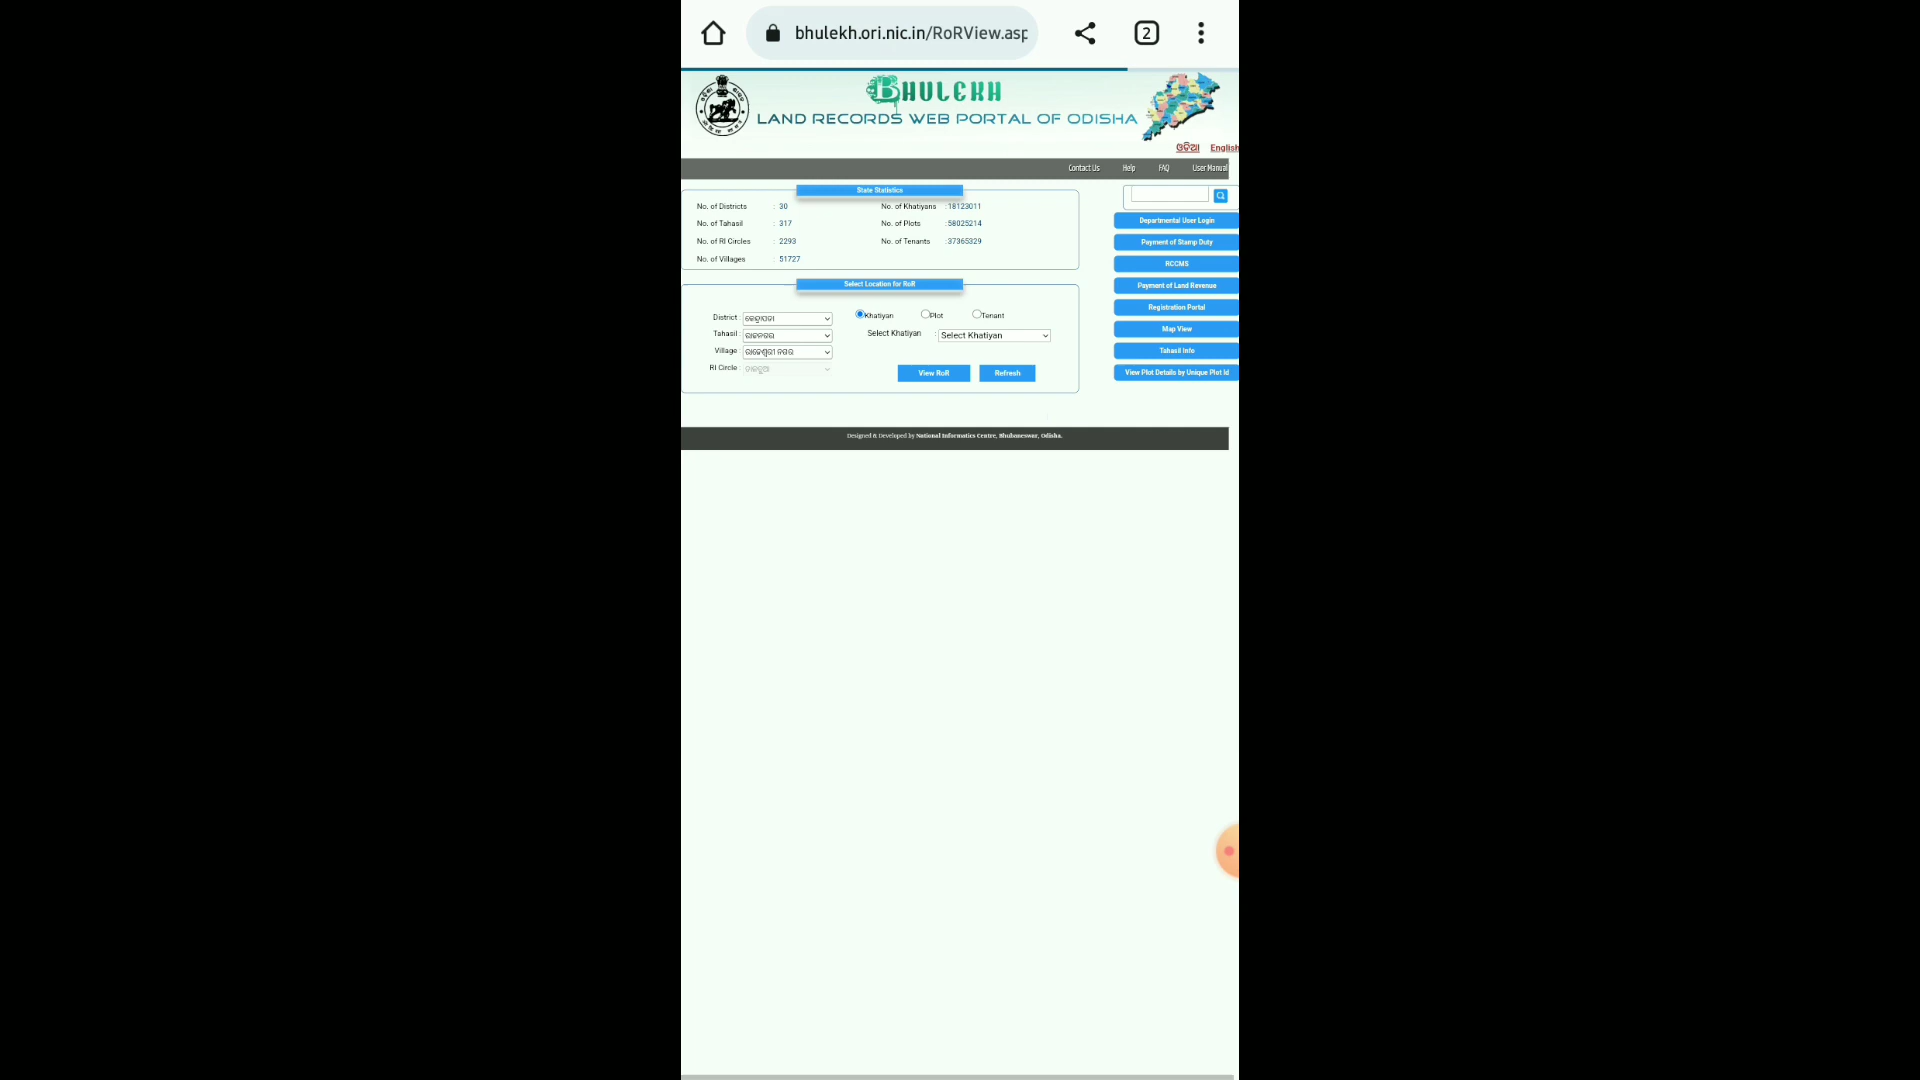 bhulekh.ori.nic.in/RoRView.asp
2
BHULEKH
LAND RECORDS WEB PORTAL OF ODISHA
ଓଡିଆ English
Contact Us Help FAQ User Manual
State Statistics
No. of Districts : 30 No. of Khatiyans :18123011
No. of Tahasil : 317 No. of Plots :58025214
No. of RI Circles : 2293 No. of Tenants :37365329
No. of Villages : 51727
Departmental User Login
Payment of Stamp Duty
RCCMS
Payment of Land Revenue
Registration Portal
Map View
Tahasil Info
View Plot Details by Unique Plot Id
Select Location for RoR
District : କେନ୍ଦ୍ରାପଡା
Khatiyan Plot Tenant
Tahasil : ରାଜନଗର
Select Khatiyan : Select Khatiyan
Village : ରାଜେଶ୍ୱରୀ ନଗର
RI Circle :
View RoR Refresh
Designed & Developed by National Informatics Centre, Bhubaneswar, Odisha.